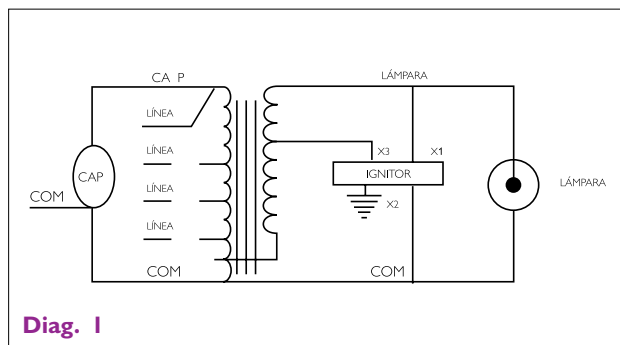 CA P
LÁMPARA
LÍNEA
LÍNEA
X3
X1
CAP
IGNITOR
LÁMPARA
COM
LÍNEA
X2
LÍNEA
COM
COM
Diag. 1